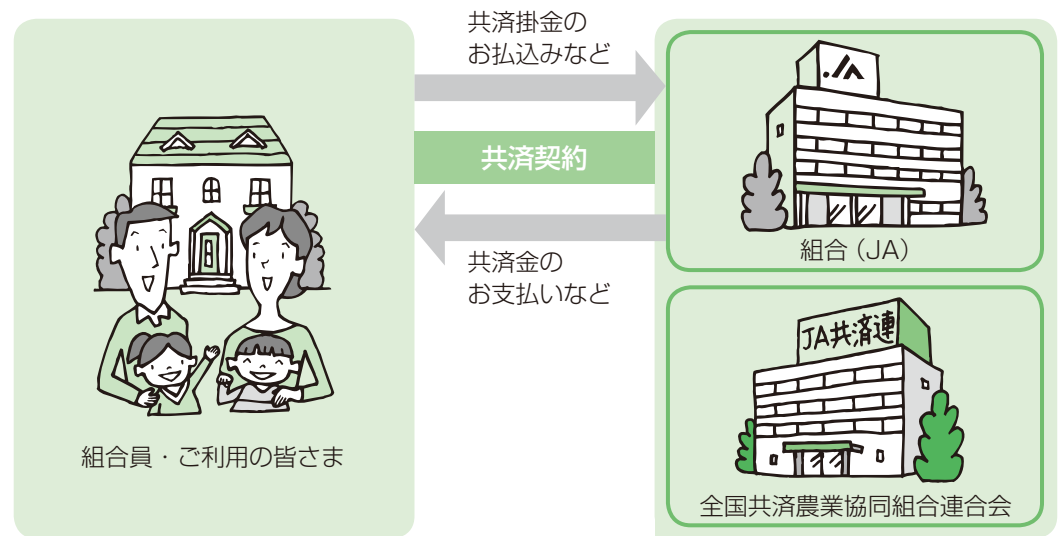 共済掛金の
お払込みなど
共済契約
共済金の
お支払いなど
組合員・ご利用の皆さま
JA
組合（JA）
JA共済連
全国共済農業協同組合連合会